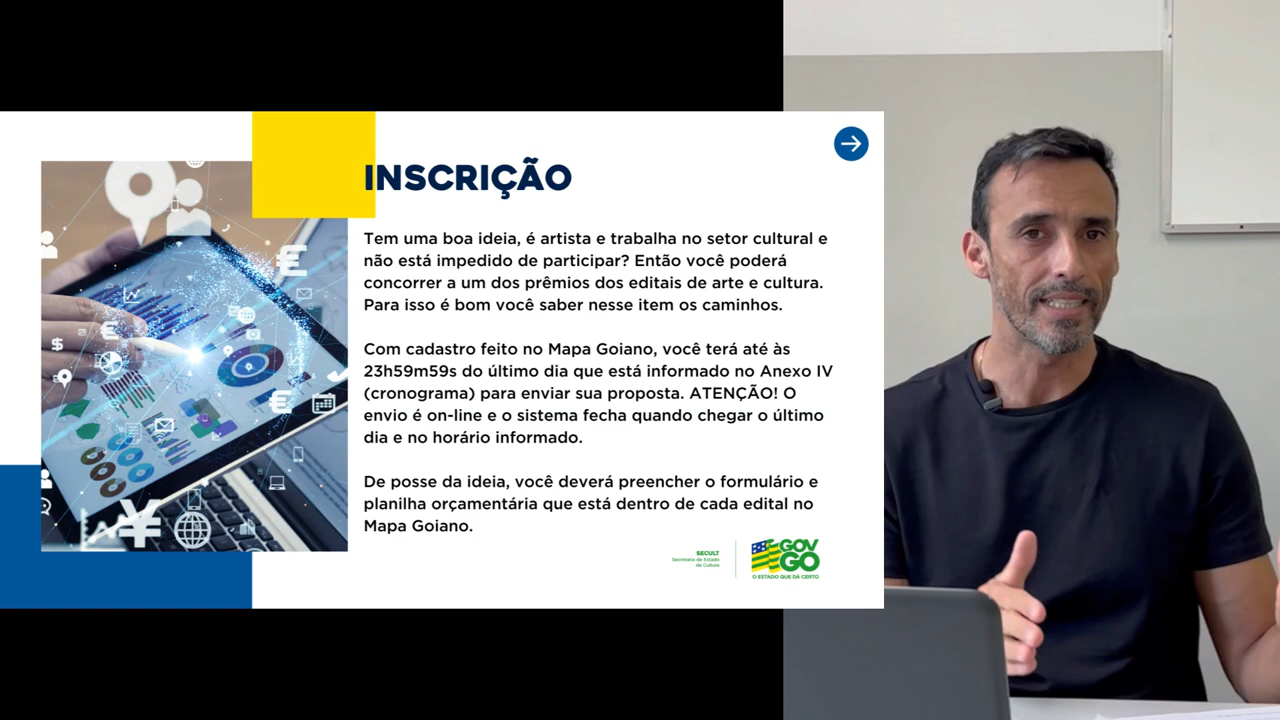 INSCRIÇÃO
Tem uma boa ideia, é artista e trabalha no setor cultural e
não está impedido de participar? Então você poderá
concorrer a um dos prêmios dos editais de arte e cultura.
Para isso é bom você saber nesse item os caminhos.
Com cadastro feito no Mapa Goiano, você terá até às
23h59m59s do último dia que está informado no Anexo IV
(cronograma) para enviar sua proposta. ATENÇÃO! O
envio é on-line e o sistema fecha quando chegar o último
dia e no horário informado.
De posse da ideia, você deverá preencher o formulário e
planilha orçamentária que está dentro de cada edital no
Mapa Goiano.
SECULT
Secretaria de Estado
da Cultura
GOV
GO
O ESTADO QUE DÁ CERTO